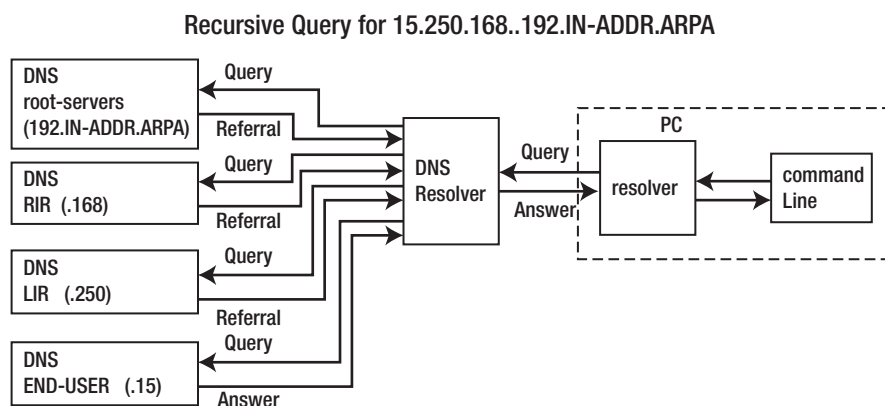 Recursive Query for 15.250.168..192.IN-ADDR.ARPA
DNS
root-servers
(192.IN-ADDR.ARPA)
Query
Referral
DNS
RIR (.168)
Query
Referral
DNS
LIR (.250)
Query
Referral
DNS
END-USER (.15)
Query
Answer
DNS
Resolver
Query
Answer
PC
resolver
command
Line